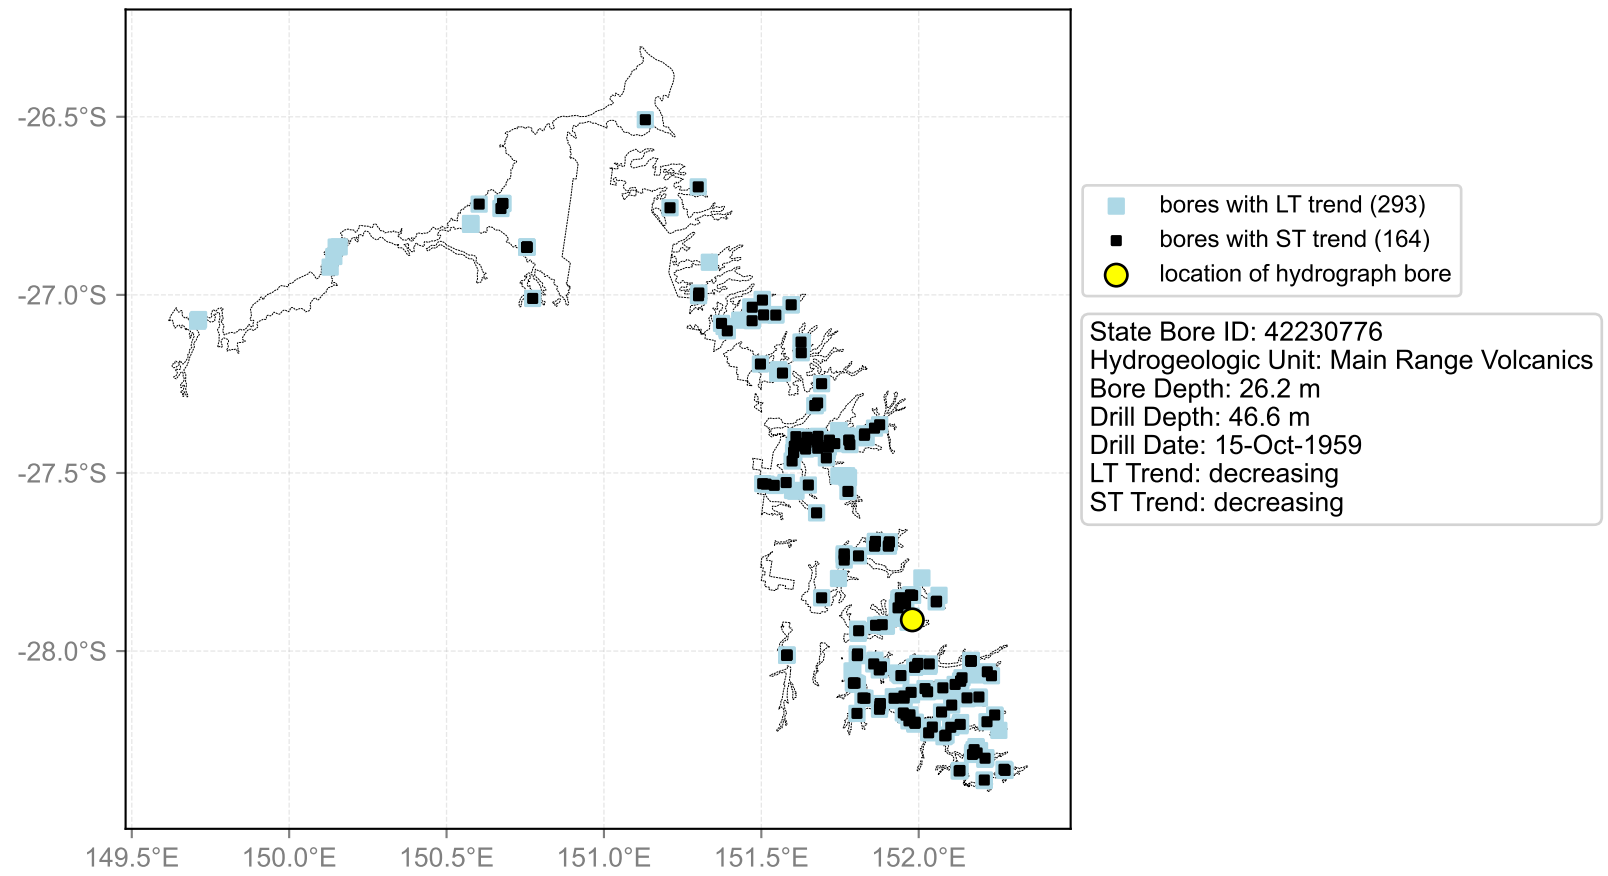 -26.5°S
-27.0°S
-27.5°S
-28.0°S
149.5°E 150.0°E 150.5°E 151.0°E 151.5°E 152.0°E
bores with LT trend (293)
bores with ST trend (164)
location of hydrograph bore
State Bore ID: 42230776
Hydrogeologic Unit: Main Range Volcanics
Bore Depth: 26.2 m
Drill Depth: 46.6 m
Drill Date: 15-Oct-1959
LT Trend: decreasing
ST Trend: decreasing